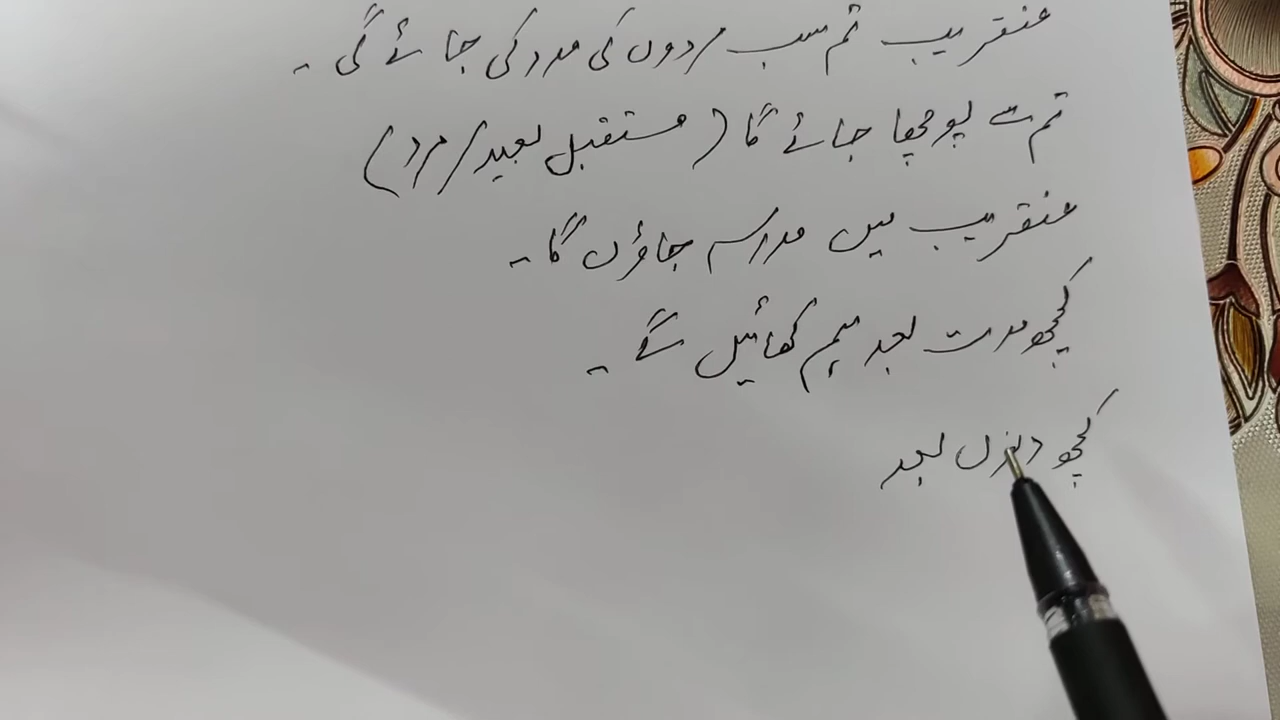 عنقریب تم سب مردوں کی مدد کی جائے گی۔
تم سے پوچھا جائے گا (مستقبل بعید/مرد)
عنقریب میں مدرسہ جاؤں گا۔
کچھ مدت بعد ہم کھائیں گے۔
کچھ دنوں بعد